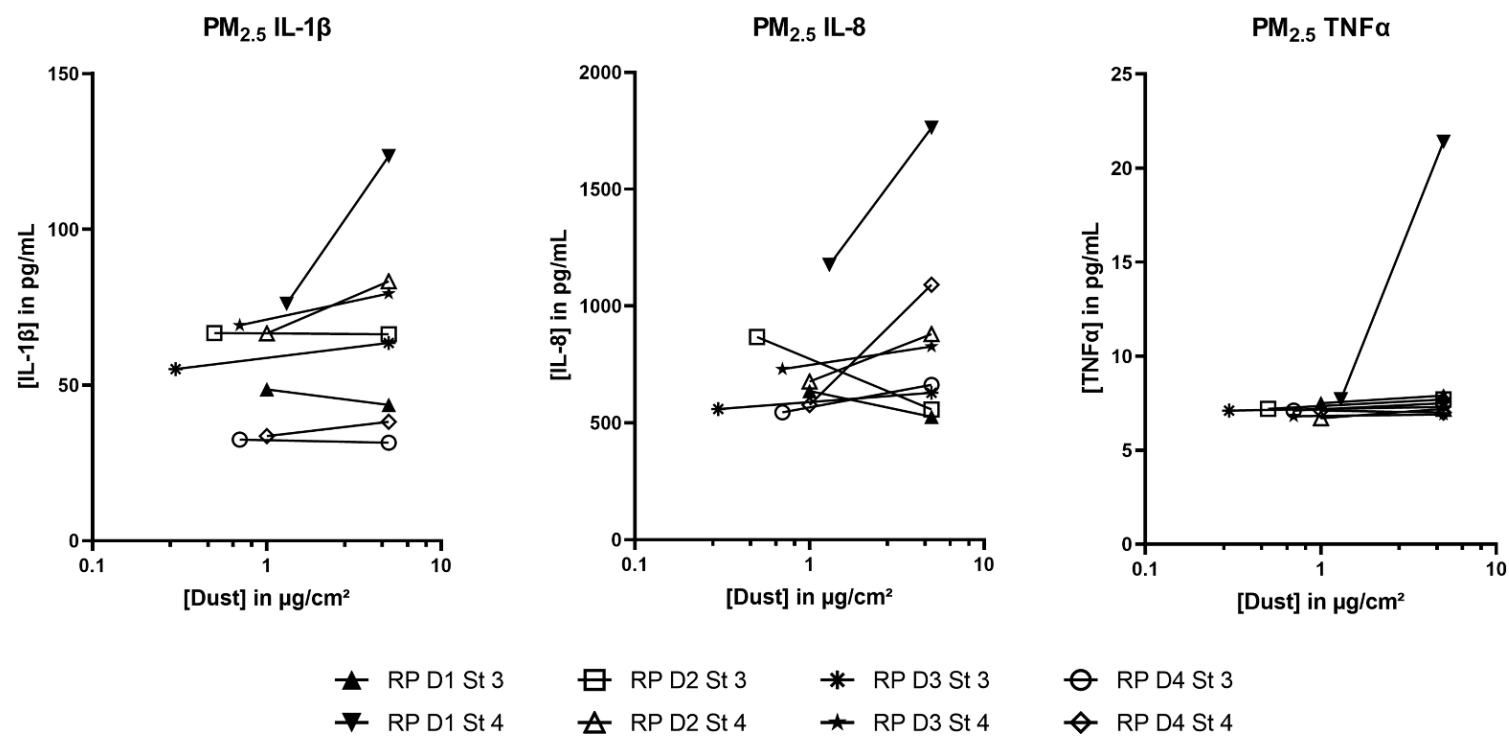 PM2.5 IL-1β
150
100
50
0
0.1
1
10
[IL-1β] in pg/mL
[Dust] in µg/cm²
PM2.5 IL-8
2000
1500
1000
500
0
0.1
1
10
[IL-8] in pg/mL
[Dust] in µg/cm²
PM2.5 TNFα
25
20
15
10
5
0
0.1
1
10
[TNFα] in pg/mL
[Dust] in µg/cm²
RP D1 St 3
RP D2 St 3
RP D3 St 3
RP D4 St 3
RP D1 St 4
RP D2 St 4
RP D3 St 4
RP D4 St 4